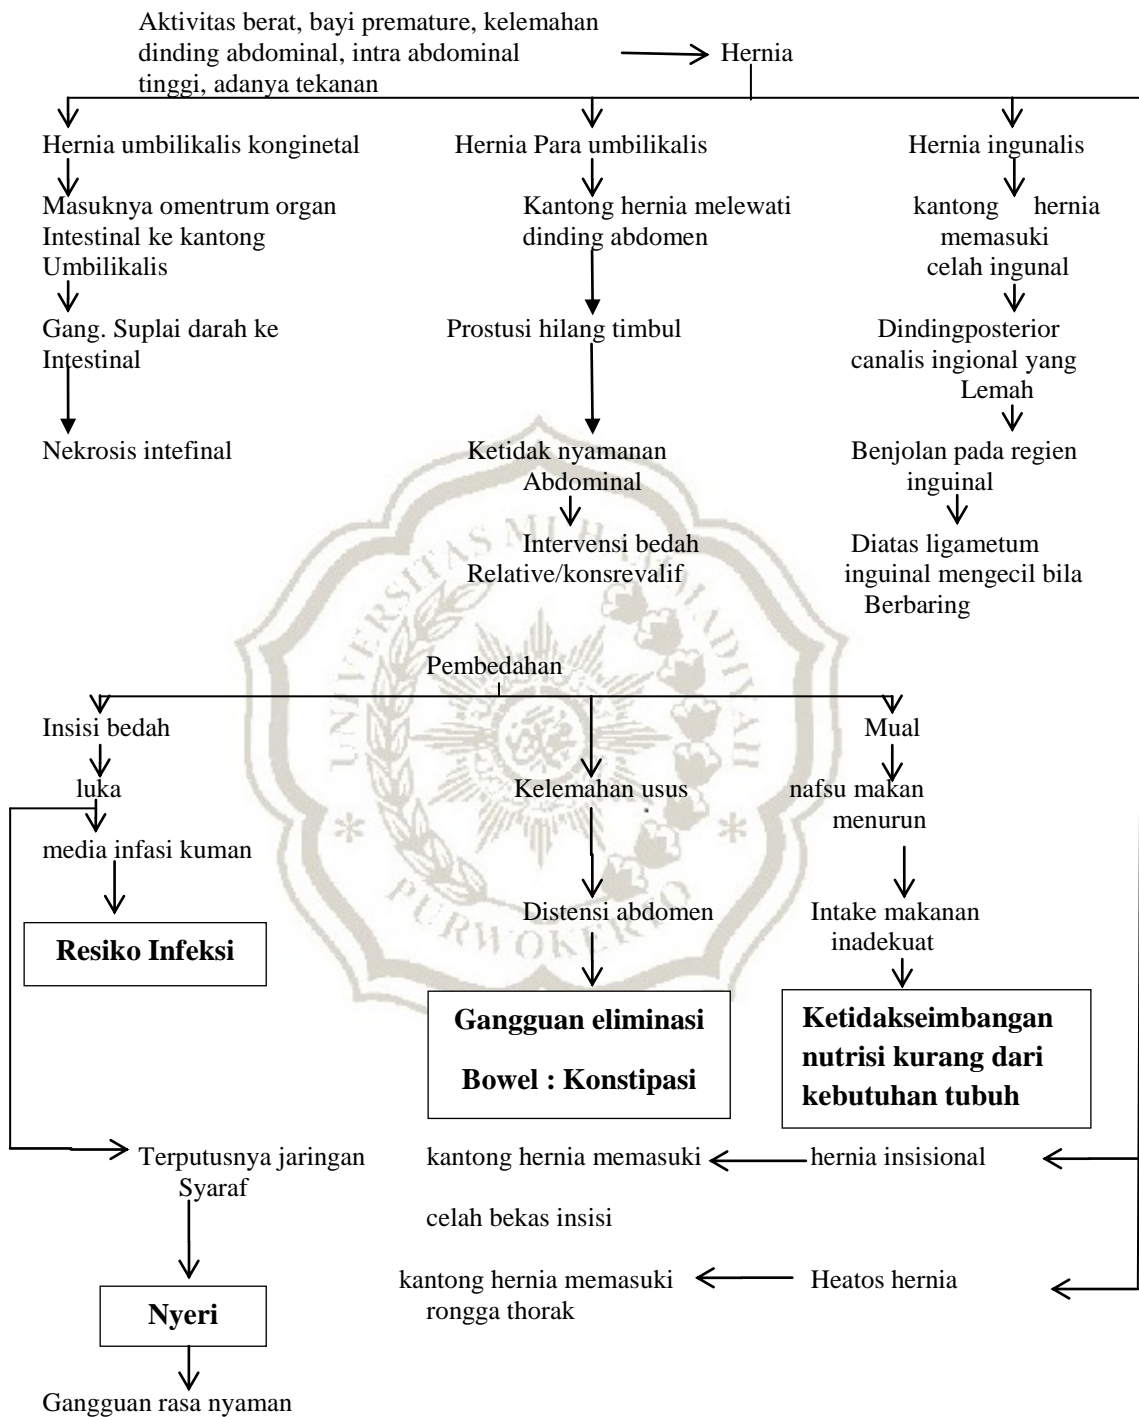 Aktivitas berat, bayi premature, kelemahan
dinding abdominal, intra abdominal
tinggi, adanya tekanan
Hernia
Hernia umbilikalis konginetal
Hernia Para umbilikalis
Hernia ingunalis
Masuknya omentrum organ
Intestinal ke kantong
Umbilikalis
Kantong hernia melewati
dinding abdomen
kantong hernia
memasuki
celah ingunal
Gang. Suplai darah ke
Intestinal
Prostusi hilang timbul
Dindingposterior
canalis ingional yang
Lemah
Nekrosis intefinal
Ketidak nyamanan
Abdominal
Benjolan pada regien
inguinal
Intervensi bedah
Relative/konsrevalif
Diatas ligametum
inguinal mengecil bila
Berbaring
UNIVERSITAS MUHAMMADIYAH
PURWOKERTO
Pembedahan
Insisi bedah
Mual
luka
Kelemahan usus
nafsu makan
menurun
media infasi kuman
Distensi abdomen
Intake makanan
inadekuat
Resiko Infeksi
Gangguan eliminasi
Bowel : Konstipasi
Ketidakseimbangan
nutrisi kurang dari
kebutuhan tubuh
Terputusnya jaringan
Syaraf
kantong hernia memasuki
celah bekas insisi
hernia insisional
kantong hernia memasuki
rongga thorak
Heatos hernia
Nyeri
Gangguan rasa nyaman